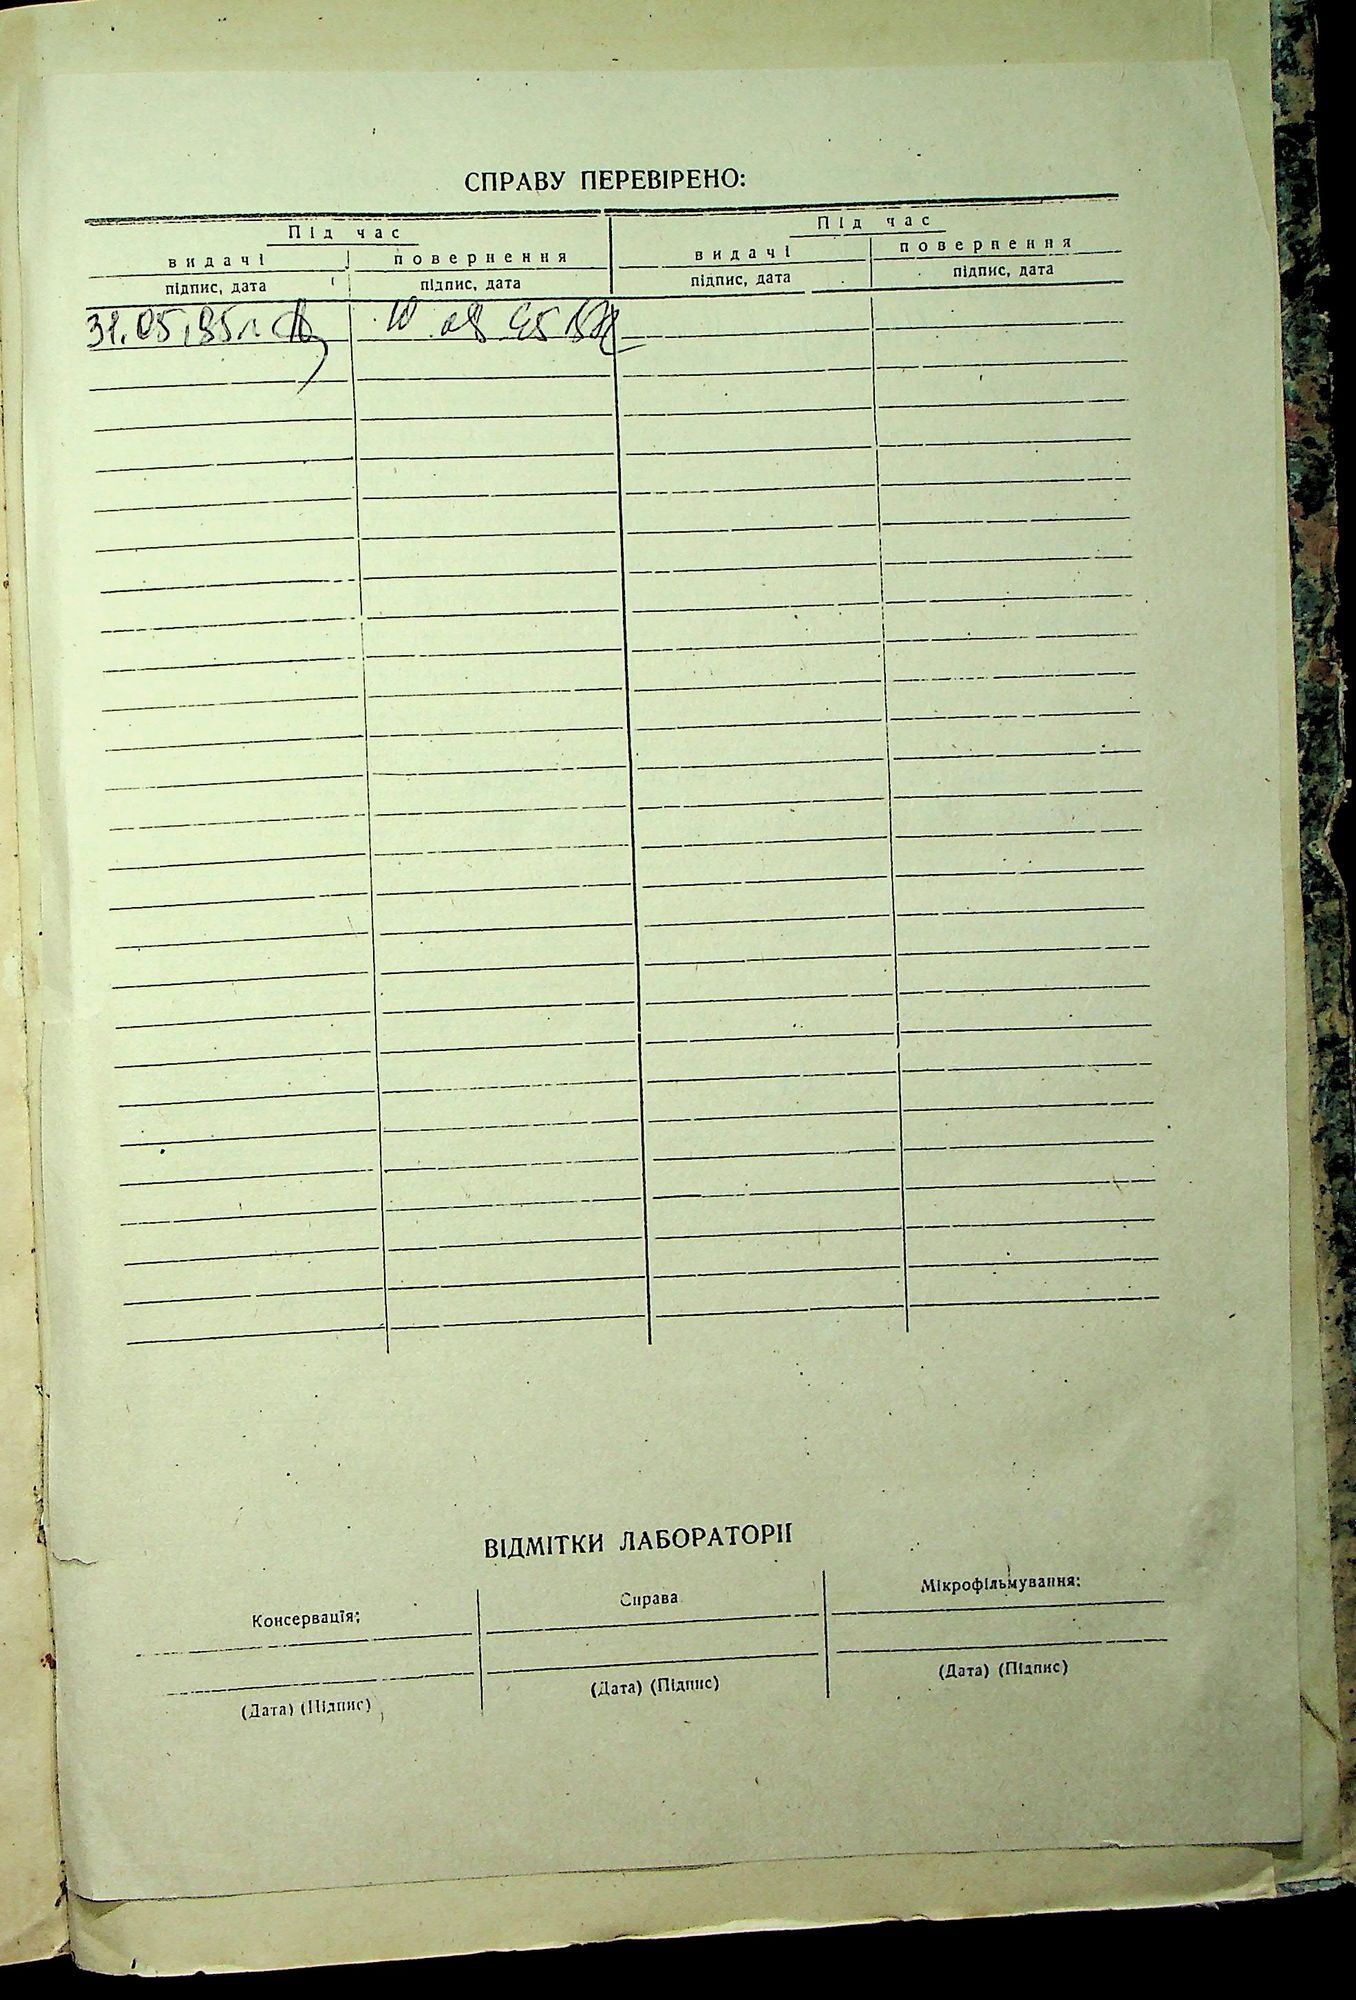 СПРАВУ ПЕРЕВІРЕНО:
Під час Під час
видачі повернення видачі повернення
підпис, дата підпис, дата підпис, дата підпис, дата
31.05.95г.
ВІДМІТКИ ЛАБОРАТОРІЇ
Консервація: Справа Мікрофільмування:
(Дата) (Підпис) (Дата) (Підпис) (Дата) (Підпис)